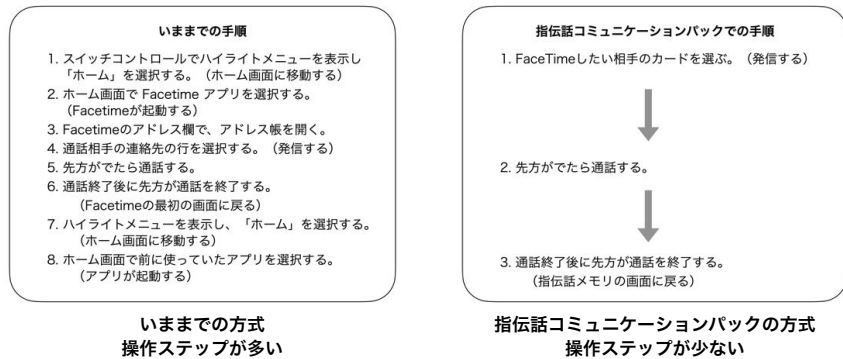 いままでの手順
1. スイッチコントロールでハイライトメニューを表示し
「ホーム」を選択する。（ホーム画面に移動する）
2. ホーム画面で Facetime アプリを選択する。
（Facetimeが起動する）
3. Facetimeのアドレス欄で、アドレス帳を開く。
4. 通話相手の連絡先の行を選択する。（発信する）
5. 先方がでたら通話する。
6. 通話終了後に先方が通話を終了する。
（Facetimeの最初の画面に戻る）
7. ハイライトメニューを表示し、「ホーム」を選択する。
（ホーム画面に移動する）
8. ホーム画面で前に使っていたアプリを選択する。
（アプリが起動する）
いままでの方式
操作ステップが多い
指伝話コミュニケーションパックでの手順
1. FaceTimeしたい相手のカードを選ぶ。（発信する）
2. 先方がでたら通話する。
3. 通話終了後に先方が通話を終了する。
（指伝話メモリの画面に戻る）
指伝話コミュニケーションパックの方式
操作ステップが少ない